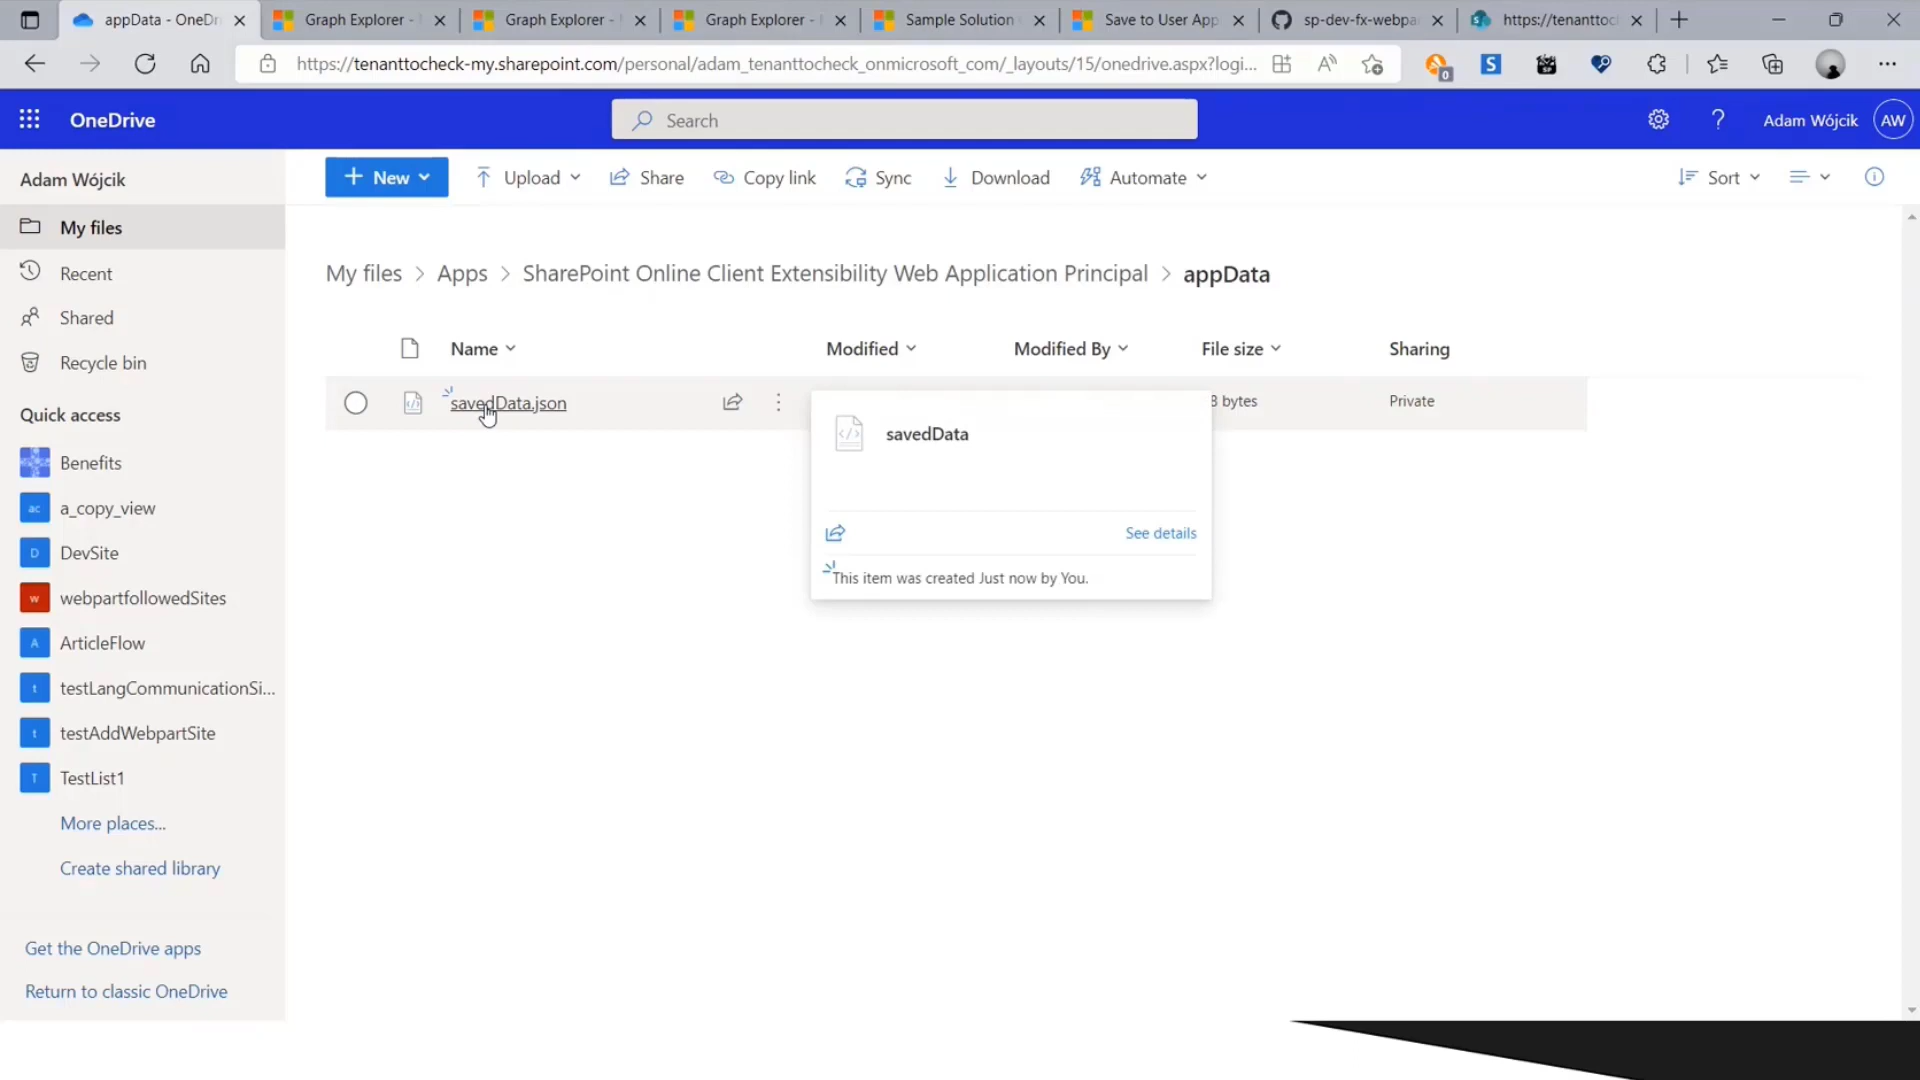 appData - OneDri
Graph Explorer -
Graph Explorer -
Graph Explorer -
Sample Solution
Save to User App
sp-dev-fx-webpa
https://tenanttoc
https://tenanttocheck-my.sharepoint.com/personal/adam_tenanttocheck_onmicrosoft_com/_layouts/15/onedrive.aspx?logi...
S
0
OneDrive
Search
Adam Wójcik
AW
New
Upload
Share
Copy link
Sync
Download
Automate
Sort
Adam Wójcik
My files
Recent
Shared
Recycle bin
Quick access
Benefits
ac a_copy_view
D DevSite
w webpartfollowedSites
A ArticleFlow
t testLangCommunicationSi...
t testAddWebpartSite
T TestList1
More places...
Create shared library
Get the OneDrive apps
Return to classic OneDrive
My files > Apps > SharePoint Online Client Extensibility Web Application Principal > appData
Name Modified Modified By File size Sharing
savedData.json
8 bytes
Private
savedData
See details
This item was created Just now by You.